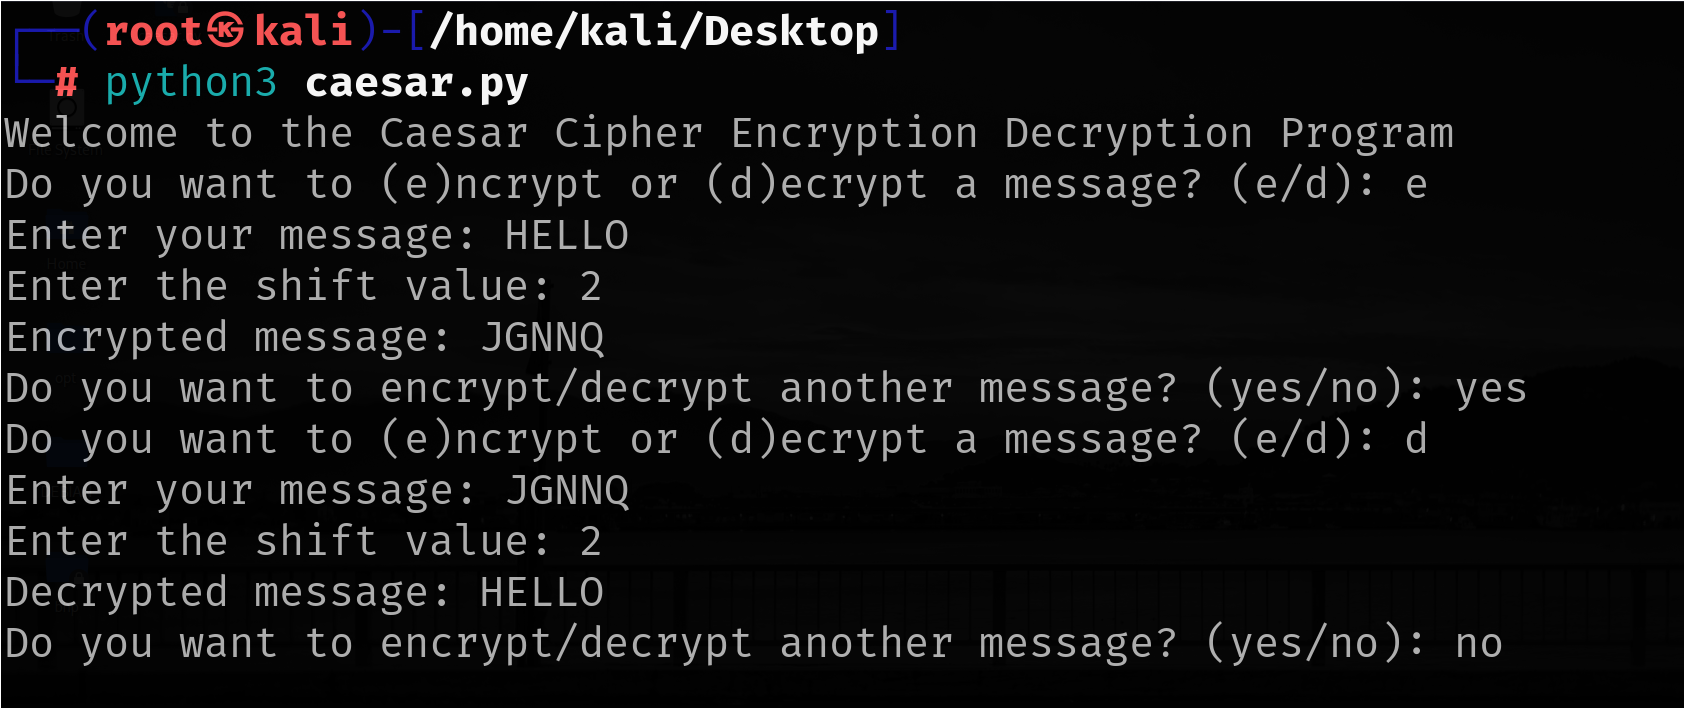 ┌──(root㉿kali)-[/home/kali/Desktop]
└─# python3 caesar.py
Welcome to the Caesar Cipher Encryption Decryption Program
Do you want to (e)ncrypt or (d)ecrypt a message? (e/d): e
Enter your message: HELLO
Enter the shift value: 2
Encrypted message: JGNNQ
Do you want to encrypt/decrypt another message? (yes/no): yes
Do you want to (e)ncrypt or (d)ecrypt a message? (e/d): d
Enter your message: JGNNQ
Enter the shift value: 2
Decrypted message: HELLO
Do you want to encrypt/decrypt another message? (yes/no): no